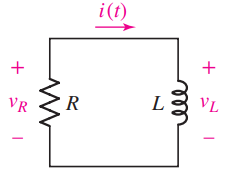 i(t)
+ +
v_R R L v_L
− −